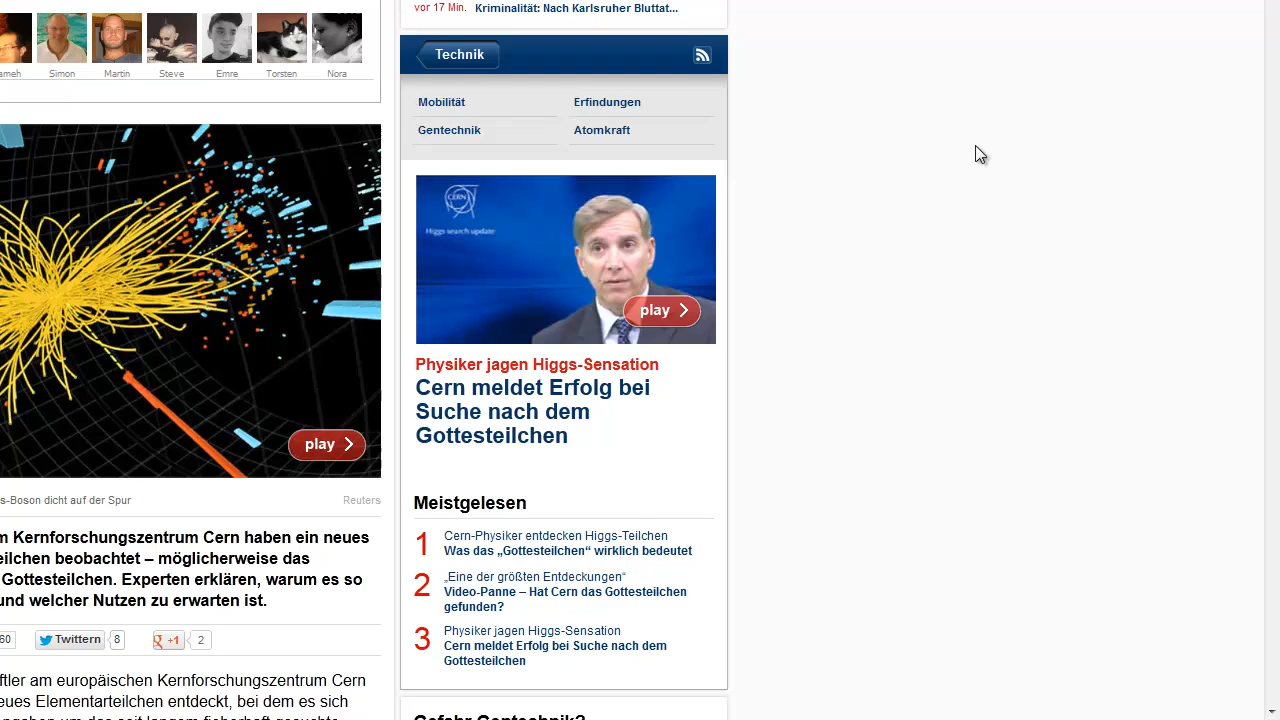 vor 17 Min. Kriminalität: Nach Karlsruher Bluttat...
ameh Simon Martin Steve Emre Torsten Nora
Technik
Mobilität Erfindungen
Gentechnik Atomkraft
CERN
Higgs search update
play
Physiker jagen Higgs-Sensation
Cern meldet Erfolg bei
Suche nach dem
Gottesteilchen
play
s-Boson dicht auf der Spur Reuters
m Kernforschungszentrum Cern haben ein neues
eilchen beobachtet – möglicherweise das
Gottesteilchen. Experten erklären, warum es so
und welcher Nutzen zu erwarten ist.
60 Twittern 8 +1 2
ftler am europäischen Kernforschungszentrum Cern
eues Elementarteilchen entdeckt, bei dem es sich
Meistgelesen
1 Cern-Physiker entdecken Higgs-Teilchen
Was das „Gottesteilchen“ wirklich bedeutet
2 „Eine der größten Entdeckungen“
Video-Panne – Hat Cern das Gottesteilchen
gefunden?
3 Physiker jagen Higgs-Sensation
Cern meldet Erfolg bei Suche nach dem
Gottesteilchen
Gefahr Gentechnik?